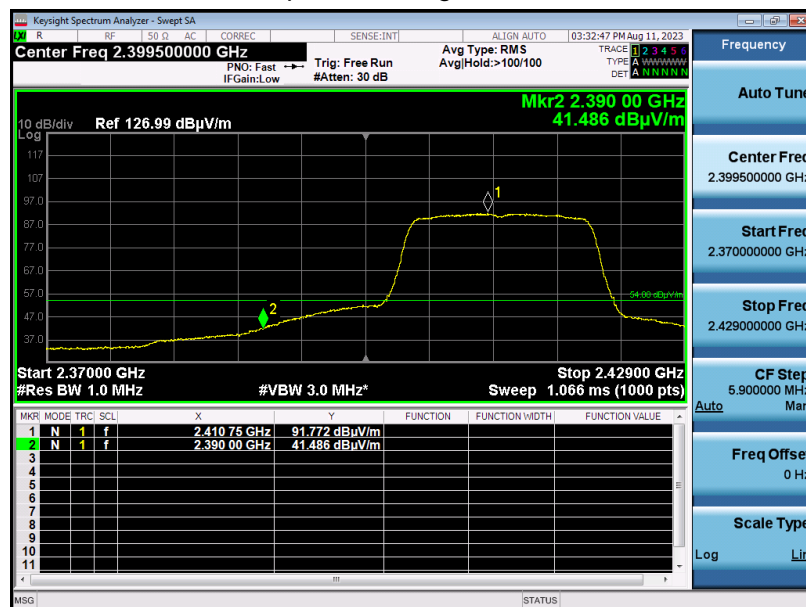 Keysight Spectrum Analyzer - Swept SA
LXI R RF 50 Ω AC CORREC SENSE:INT ALIGN AUTO 03:32:47 PM Aug 11, 2023
Center Freq 2.399500000 GHz
PNO: Fast
IFGain:Low
Trig: Free Run
#Atten: 30 dB
Avg Type: RMS
Avg|Hold:>100/100
TRACE 1 2 3 4 5 6
TYPE A WWWWW
DET A N N N N N
Mkr2 2.390 00 GHz
41.486 dBµV/m
10 dB/div
Log
Ref 126.99 dBµV/m
117
107
97.0
87.0
77.0
67.0
57.0
47.0
37.0
1
2
54.00 dBµV/m
Start 2.37000 GHz
Stop 2.42900 GHz
#Res BW 1.0 MHz
#VBW 3.0 MHz*
Sweep 1.066 ms (1000 pts)
MKR MODE TRC SCL X Y FUNCTION FUNCTION WIDTH FUNCTION VALUE
1 N 1 f 2.410 75 GHz 91.772 dBµV/m
2 N 1 f 2.390 00 GHz 41.486 dBµV/m
3
4
5
6
7
8
9
10
11
MSG
STATUS
Frequency
Auto Tune
Center Freq
2.399500000 GHz
Start Freq
2.370000000 GHz
Stop Freq
2.429000000 GHz
CF Step
5.900000 MHz
Auto Man
Freq Offset
0 Hz
Scale Type
Log Lin